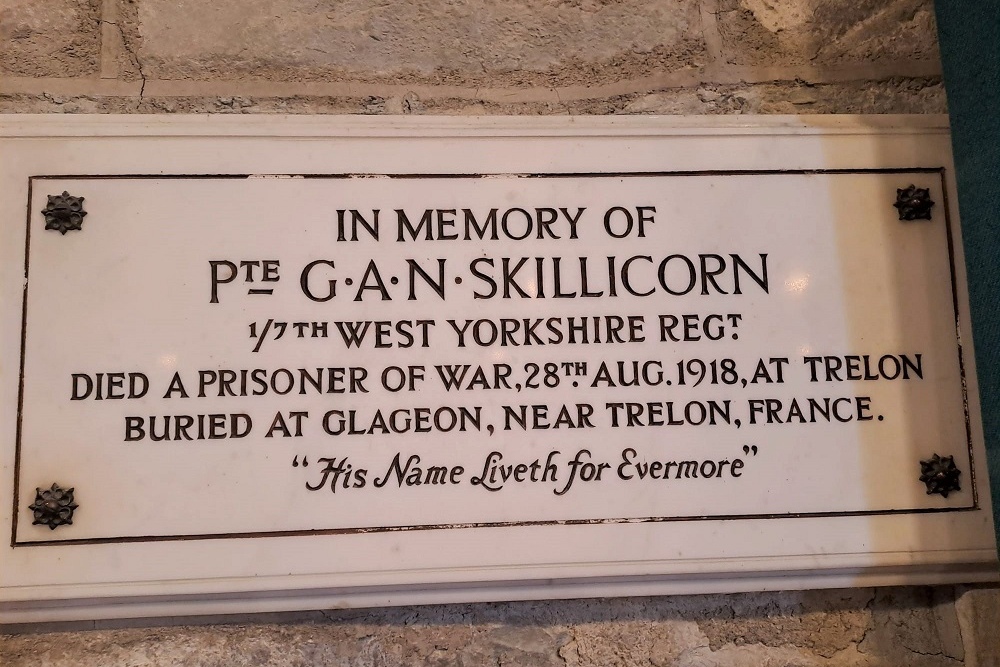 IN MEMORY OF
PTE G·A·N·SKILLICORN
1/7TH WEST YORKSHIRE REGT
DIED A PRISONER OF WAR, 28TH. AUG. 1918, AT TRELON
BURIED AT GLAGEON, NEAR TRELON, FRANCE.
"His Name Liveth for Evermore"